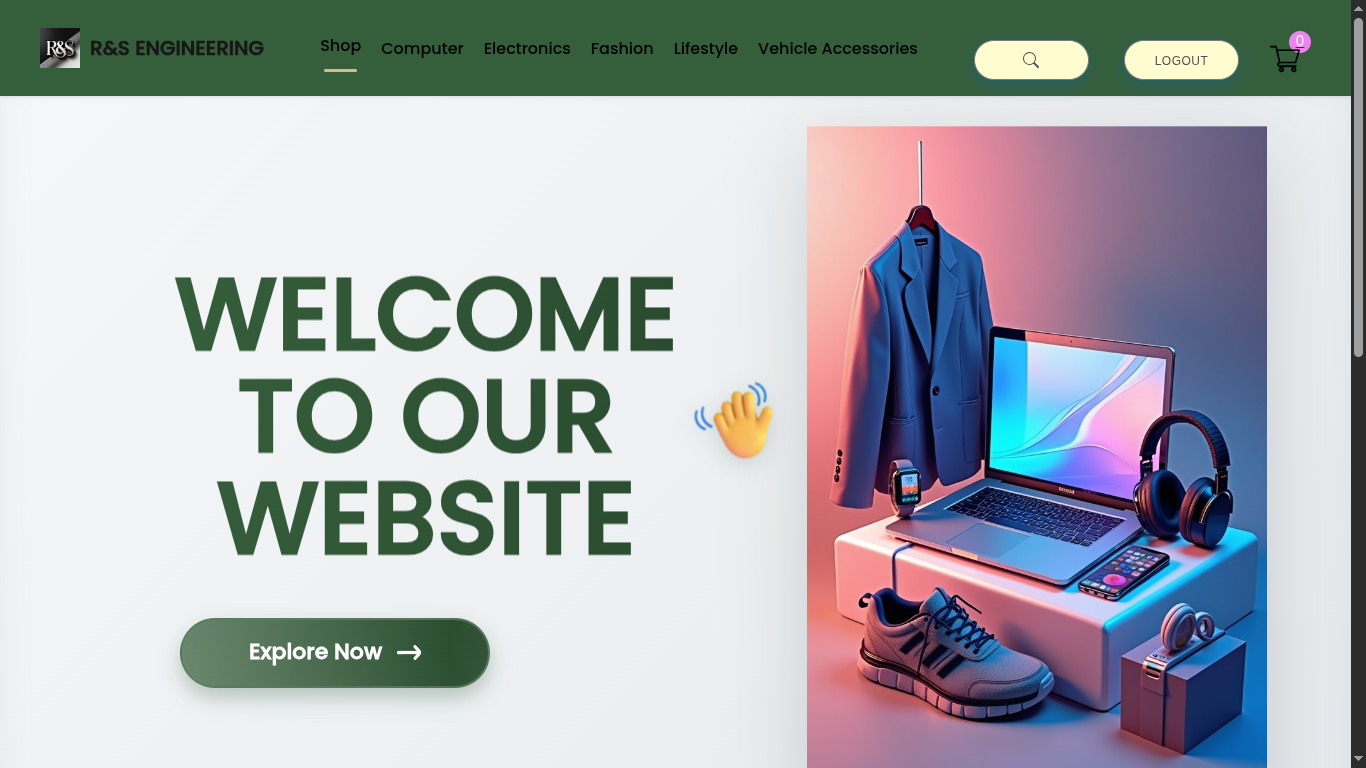 R&S
R&S ENGINEERING
Shop
Computer
Electronics
Fashion
Lifestyle
Vehicle Accessories
LOGOUT
0
WELCOME
TO OUR
WEBSITE
Explore Now